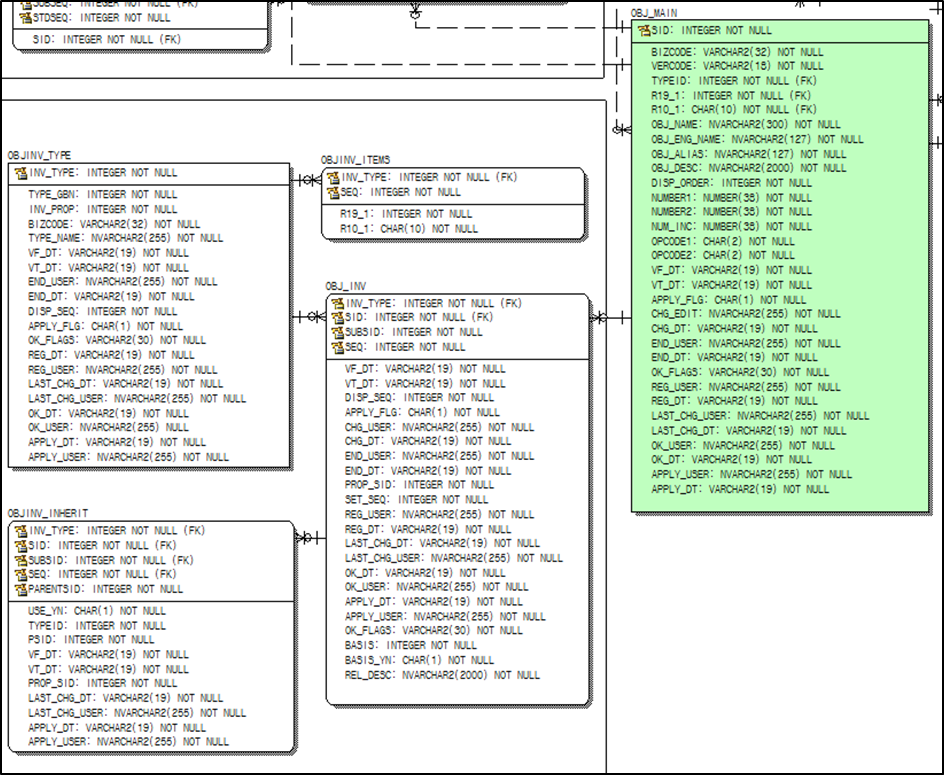 SUBSEQ: INTEGER NOT NULL (FK)
STDSEQ: INTEGER NOT NULL
SID: INTEGER NOT NULL (FK)
OBJ_MAIN
SID: INTEGER NOT NULL
BIZCODE: VARCHAR2(32) NOT NULL
VERCODE: VARCHAR2(18) NOT NULL
TYPEID: INTEGER NOT NULL (FK)
R19_1: INTEGER NOT NULL (FK)
R10_1: CHAR(10) NOT NULL (FK)
OBJ_NAME: NVARCHAR2(300) NOT NULL
OBJ_ENG_NAME: NVARCHAR2(127) NOT NULL
OBJ_ALIAS: NVARCHAR2(127) NOT NULL
OBJ_DESC: NVARCHAR2(2000) NOT NULL
DISP_ORDER: INTEGER NOT NULL
NUMBER1: NUMBER(38) NOT NULL
NUMBER2: NUMBER(38) NOT NULL
NUM_INC: NUMBER(38) NOT NULL
OPCODE1: CHAR(2) NOT NULL
OPCODE2: CHAR(2) NOT NULL
VF_DT: VARCHAR2(19) NOT NULL
VT_DT: VARCHAR2(19) NOT NULL
APPLY_FLG: CHAR(1) NOT NULL
CHG_EDIT: NVARCHAR2(255) NOT NULL
CHG_DT: VARCHAR2(19) NOT NULL
END_USER: NVARCHAR2(255) NOT NULL
END_DT: VARCHAR2(19) NOT NULL
OK_FLAGS: VARCHAR2(30) NOT NULL
REG_USER: NVARCHAR2(255) NOT NULL
REG_DT: VARCHAR2(19) NOT NULL
LAST_CHG_USER: NVARCHAR2(255) NOT NULL
LAST_CHG_DT: VARCHAR2(19) NOT NULL
OK_USER: NVARCHAR2(255) NOT NULL
OK_DT: VARCHAR2(19) NOT NULL
APPLY_USER: NVARCHAR2(255) NOT NULL
APPLY_DT: VARCHAR2(19) NOT NULL
OBJINV_TYPE
INV_TYPE: INTEGER NOT NULL
TYPE_GBN: INTEGER NOT NULL
INV_PROP: INTEGER NOT NULL
BIZCODE: VARCHAR2(32) NOT NULL
TYPE_NAME: NVARCHAR2(255) NOT NULL
VF_DT: VARCHAR2(19) NOT NULL
VT_DT: VARCHAR2(19) NOT NULL
END_USER: NVARCHAR2(255) NOT NULL
END_DT: VARCHAR2(19) NOT NULL
DISP_SEQ: INTEGER NOT NULL
APPLY_FLG: CHAR(1) NOT NULL
OK_FLAGS: VARCHAR2(30) NOT NULL
REG_DT: VARCHAR2(19) NOT NULL
REG_USER: NVARCHAR2(255) NOT NULL
LAST_CHG_DT: VARCHAR2(19) NOT NULL
LAST_CHG_USER: NVARCHAR2(255) NOT NULL
OK_DT: VARCHAR2(19) NOT NULL
OK_USER: NVARCHAR2(255) NOT NULL
APPLY_DT: VARCHAR2(19) NOT NULL
APPLY_USER: NVARCHAR2(255) NOT NULL
OBJINV_ITEMS
INV_TYPE: INTEGER NOT NULL (FK)
SEQ: INTEGER NOT NULL
R19_1: INTEGER NOT NULL
R10_1: CHAR(10) NOT NULL
OBJ_INV
INV_TYPE: INTEGER NOT NULL (FK)
SID: INTEGER NOT NULL (FK)
SUBSID: INTEGER NOT NULL
SEQ: INTEGER NOT NULL
VF_DT: VARCHAR2(19) NOT NULL
VT_DT: VARCHAR2(19) NOT NULL
DISP_SEQ: INTEGER NOT NULL
APPLY_FLG: CHAR(1) NOT NULL
CHG_USER: NVARCHAR2(255) NOT NULL
CHG_DT: VARCHAR2(19) NOT NULL
END_USER: NVARCHAR2(255) NOT NULL
END_DT: VARCHAR2(19) NOT NULL
PROP_SID: INTEGER NOT NULL
SET_SEQ: INTEGER NOT NULL
REG_USER: NVARCHAR2(255) NOT NULL
REG_DT: VARCHAR2(19) NOT NULL
LAST_CHG_DT: VARCHAR2(19) NOT NULL
LAST_CHG_USER: NVARCHAR2(255) NOT NULL
OK_DT: VARCHAR2(19) NOT NULL
OK_USER: NVARCHAR2(255) NOT NULL
APPLY_DT: VARCHAR2(19) NOT NULL
APPLY_USER: NVARCHAR2(255) NOT NULL
OK_FLAGS: VARCHAR2(30) NOT NULL
BASIS: INTEGER NOT NULL
BASIS_YN: CHAR(1) NOT NULL
REL_DESC: NVARCHAR2(2000) NOT NULL
OBJINV_INHERIT
INV_TYPE: INTEGER NOT NULL (FK)
SID: INTEGER NOT NULL (FK)
SUBSID: INTEGER NOT NULL (FK)
SEQ: INTEGER NOT NULL (FK)
PARENTSID: INTEGER NOT NULL
USE_YN: CHAR(1) NOT NULL
TYPEID: INTEGER NOT NULL
PSID: INTEGER NOT NULL
VF_DT: VARCHAR2(19) NOT NULL
VT_DT: VARCHAR2(19) NOT NULL
PROP_SID: INTEGER NOT NULL
LAST_CHG_DT: VARCHAR2(19) NOT NULL
LAST_CHG_USER: NVARCHAR2(255) NOT NULL
APPLY_DT: VARCHAR2(19) NOT NULL
APPLY_USER: NVARCHAR2(255) NOT NULL